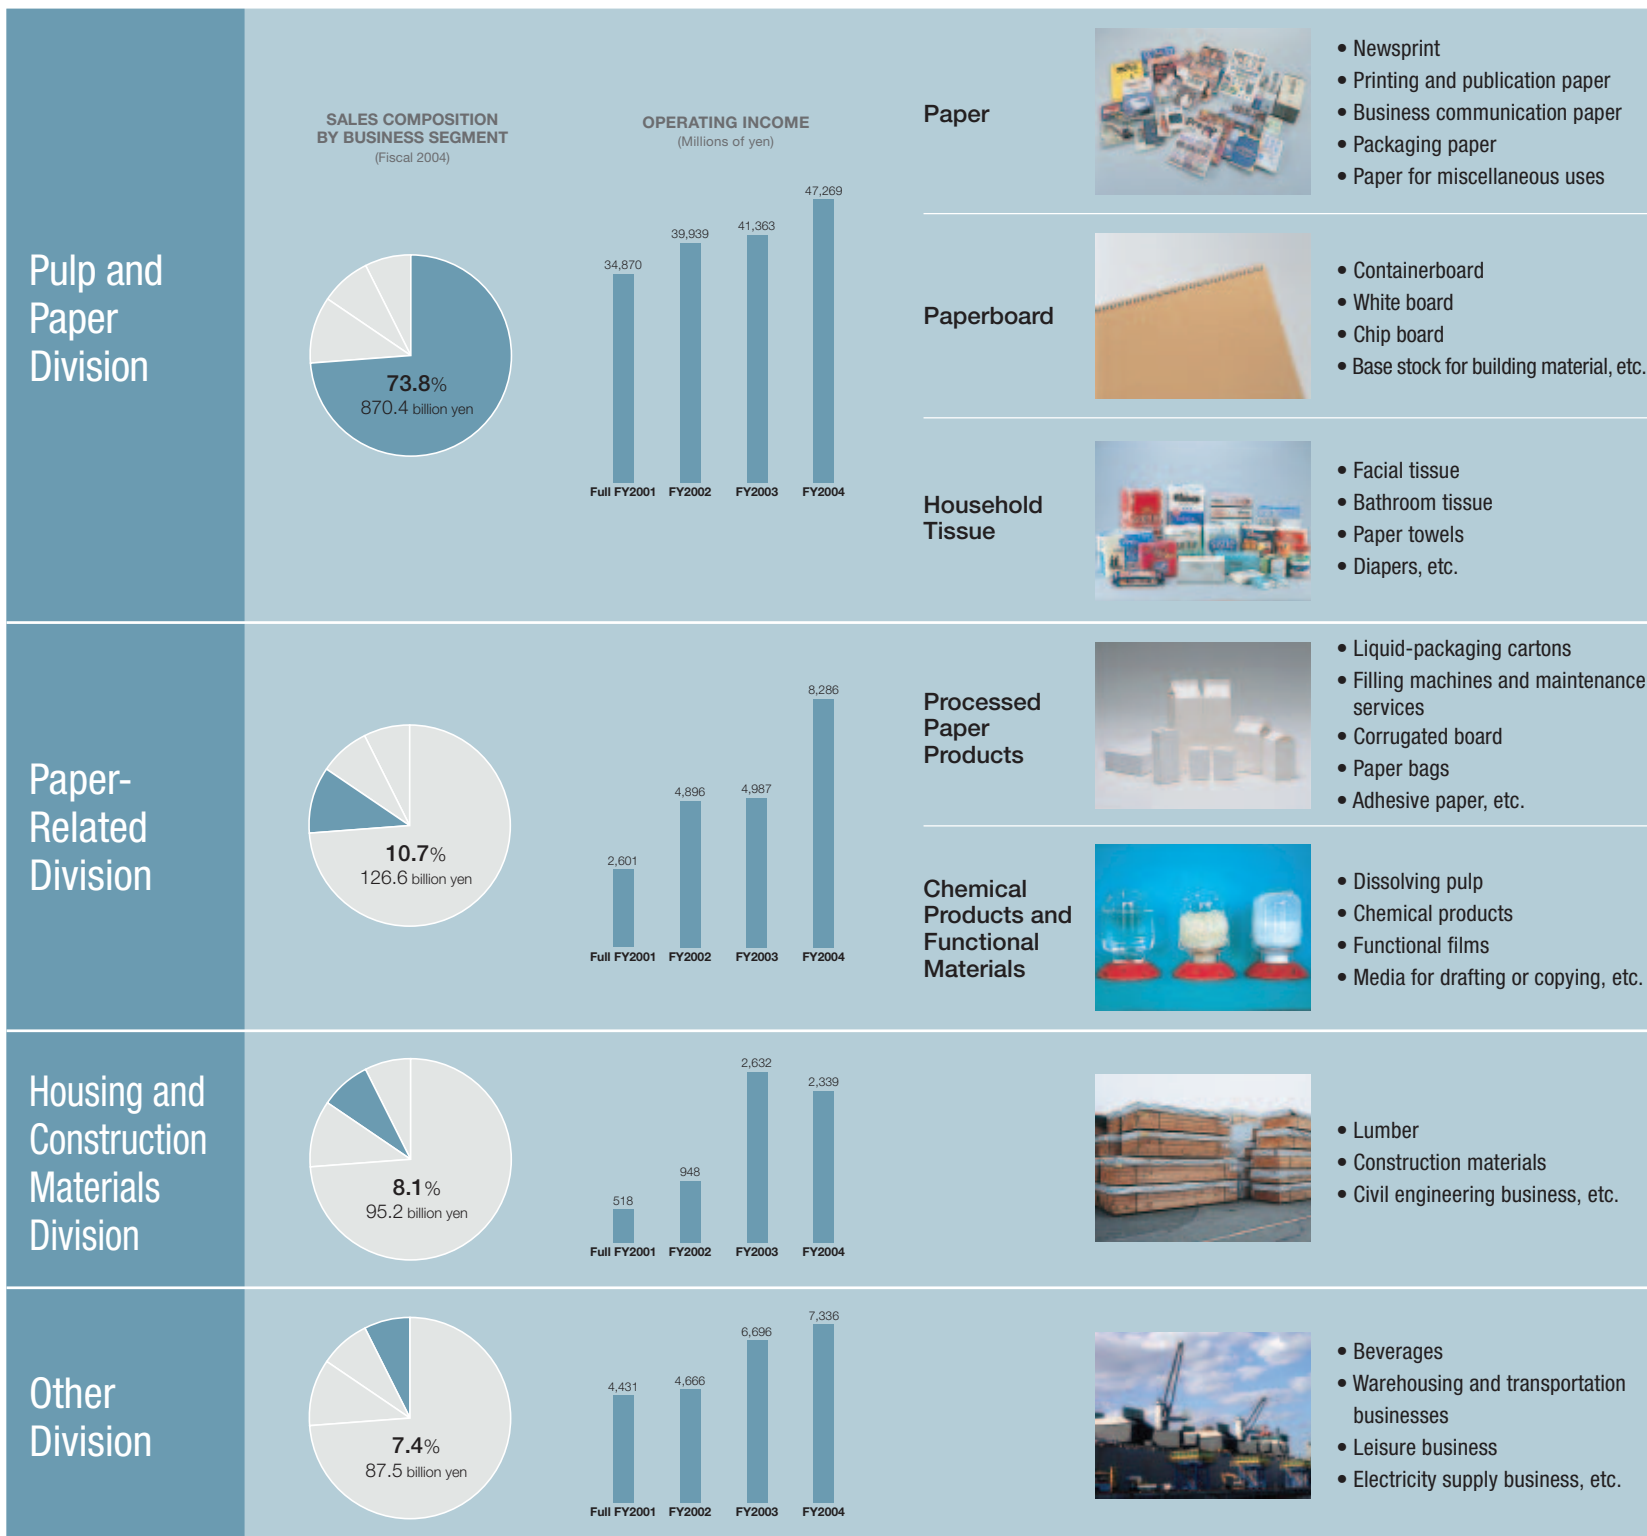 Pulp and
Paper
Division
SALES COMPOSITION
BY BUSINESS SEGMENT
(Fiscal 2004)
73.8%
870.4 billion yen
OPERATING INCOME
(Millions of yen)
34,870
39,939
41,363
47,269
Full FY2001 FY2002 FY2003 FY2004
Paper
• Newsprint
• Printing and publication paper
• Business communication paper
• Packaging paper
• Paper for miscellaneous uses
Paperboard
• Containerboard
• White board
• Chip board
• Base stock for building material, etc.
Household
Tissue
• Facial tissue
• Bathroom tissue
• Paper towels
• Diapers, etc.
Paper-
Related
Division
10.7%
126.6 billion yen
2,601
4,896
4,987
8,286
Full FY2001 FY2002 FY2003 FY2004
Processed
Paper
Products
• Liquid-packaging cartons
• Filling machines and maintenance
services
• Corrugated board
• Paper bags
• Adhesive paper, etc.
Chemical
Products and
Functional
Materials
• Dissolving pulp
• Chemical products
• Functional films
• Media for drafting or copying, etc.
Housing and
Construction
Materials
Division
8.1%
95.2 billion yen
518
948
2,632
2,339
Full FY2001 FY2002 FY2003 FY2004
• Lumber
• Construction materials
• Civil engineering business, etc.
Other
Division
7.4%
87.5 billion yen
4,431
4,666
6,696
7,336
Full FY2001 FY2002 FY2003 FY2004
• Beverages
• Warehousing and transportation
businesses
• Leisure business
• Electricity supply business, etc.